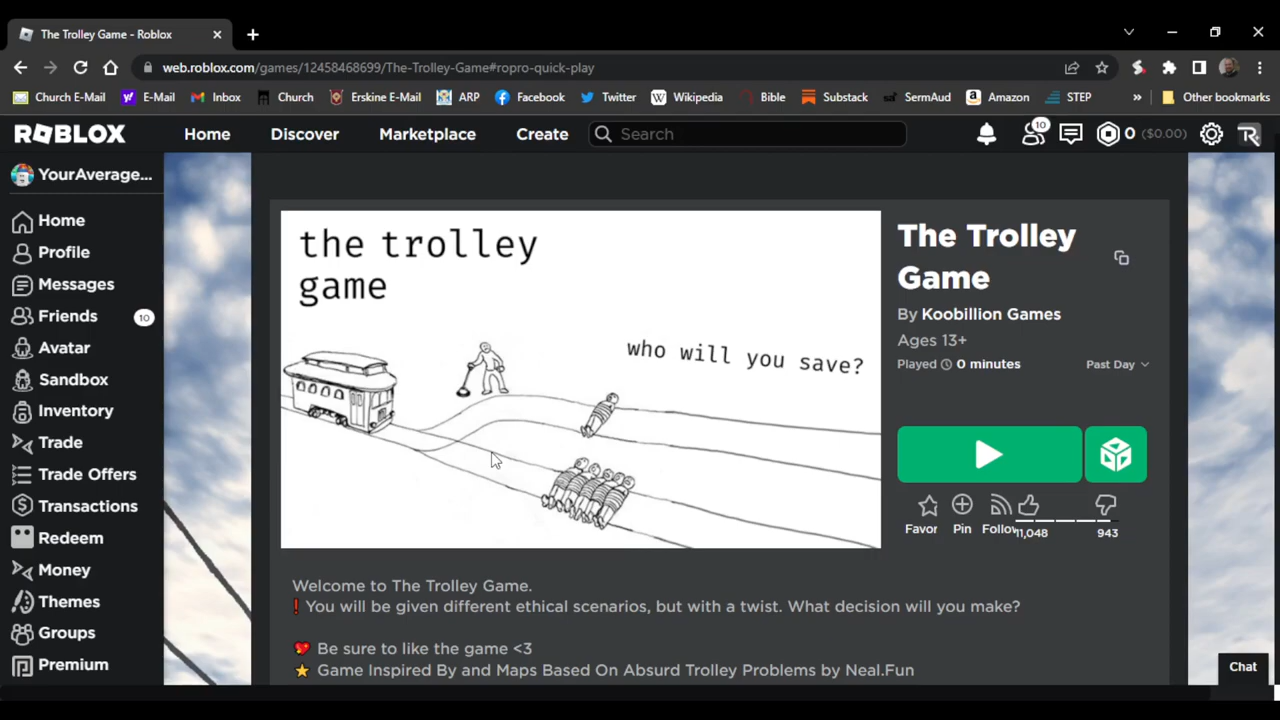 The Trolley Game - Roblox
web.roblox.com/games/12458468699/The-Trolley-Game#ropro-quick-play
Church E-Mail E-Mail Inbox Church Erskine E-Mail ARP Facebook Twitter Wikipedia Bible Substack SermAud Amazon STEP » Other bookmarks
ROBLOX Home Discover Marketplace Create Search 10 0 ($0.00)
YourAverage...
Home
Profile
Messages
Friends 10
Avatar
Sandbox
Inventory
Trade
Trade Offers
Transactions
Redeem
Money
Themes
Groups
Premium
the trolley
game
who will you save?
The Trolley
Game
By Koobillion Games
Ages 13+
Played 0 minutes Past Day
Favor Pin Follow 11,048 943
Welcome to The Trolley Game.
❗ You will be given different ethical scenarios, but with a twist. What decision will you make?
💖 Be sure to like the game <3
⭐ Game Inspired By and Maps Based On Absurd Trolley Problems by Neal.Fun
Chat